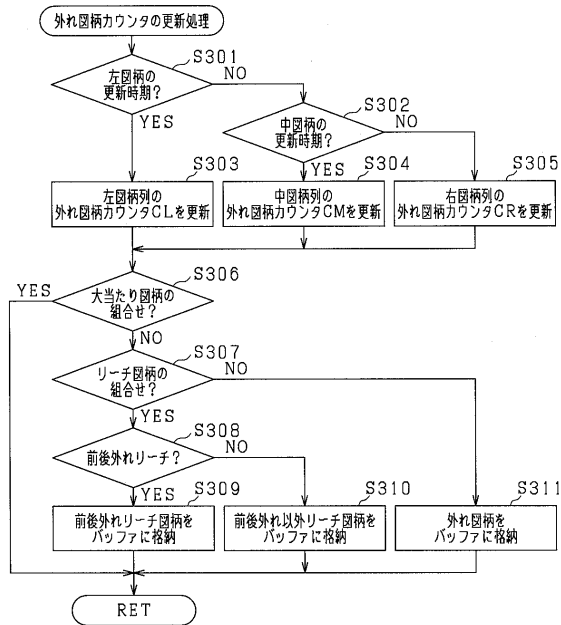 外れ図柄カウンタの更新処理
S301
左図柄の
更新時期?
NO
YES
S302
中図柄の
更新時期?
NO
YES
S303
左図柄列の
外れ図柄カウンタCLを更新
S304
中図柄列の
外れ図柄カウンタCMを更新
S305
右図柄列の
外れ図柄カウンタCRを更新
S306
大当たり図柄の
組合せ?
YES
NO
S307
リーチ図柄の
組合せ?
NO
YES
S308
前後外れリーチ?
NO
YES
S309
前後外れリーチ図柄を
バッファに格納
S310
前後外れ以外リーチ図柄を
バッファに格納
S311
外れ図柄を
バッファに格納
RET